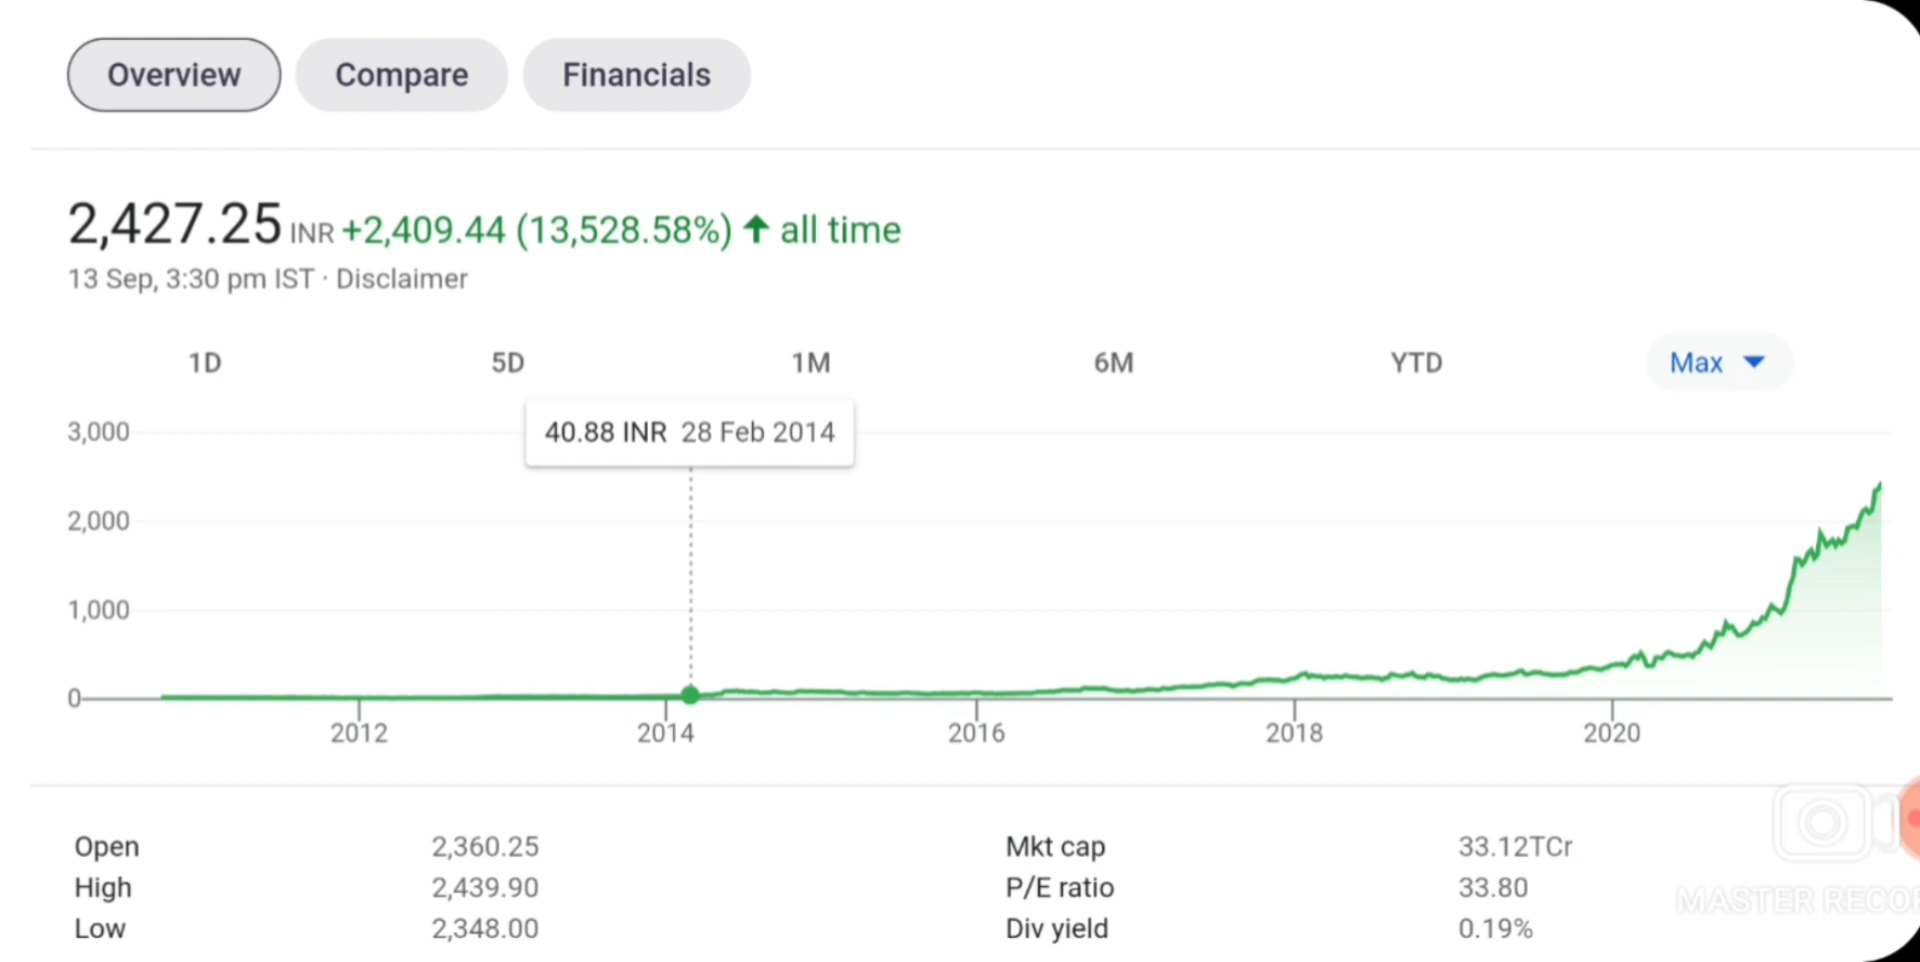 Overview Compare Financials
2,427.25 INR +2,409.44 (13,528.58%) ↑ all time
13 Sep, 3:30 pm IST · Disclaimer
1D 5D 1M 6M YTD Max
40.88 INR 28 Feb 2014
3,000
2,000
1,000
0
2012 2014 2016 2018 2020
Open 2,360.25 Mkt cap 33.12TCr
High 2,439.90 P/E ratio 33.80
Low 2,348.00 Div yield 0.19%
MASTER